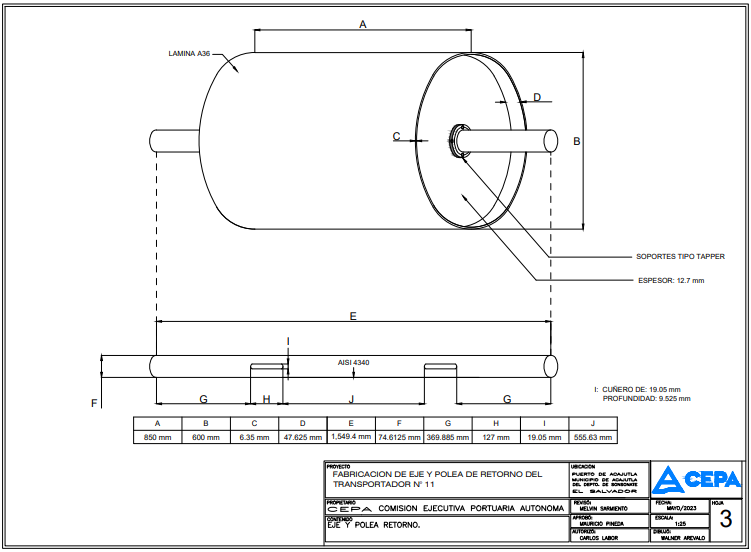 A
LAMINA A36
D
C
B
SOPORTES TIPO TAPPER
ESPESOR: 12.7 mm
E
I
AISI 4340
F
G
H
J
G
I: CUÑERO DE: 19.05 mm
PROFUNDIDAD: 9.525 mm
A B C D E F G H I J
850 mm 600 mm 6.35 mm 47.625 mm 1,549.4 mm 74.6125 mm 369.885 mm 127 mm 19.05 mm 555.63 mm
PROYECTO
FABRICACION DE EJE Y POLEA DE RETORNO DEL
TRANSPORTADOR N° 11
UBICACIÓN
PUERTO DE ACAJUTLA
MUNICIPIO DE ACAJUTLA
DEL DEPTO. DE SONSONATE
EL SALVADOR
CEPA
PROPIETARIO
CEPA COMISION EJECUTIVA PORTUARIA AUTONOMA
REVISÓ:
MELVIN SARMIENTO
FECHA:
MAYO/2023
HOJA
3
CONTENIDO
EJE Y POLEA RETORNO.
APROBÓ:
MAURICIO PINEDA
ESCALA:
1:25
AUTORIZÓ:
CARLOS LABOR
DIBUJO:
WALNER AREVALO